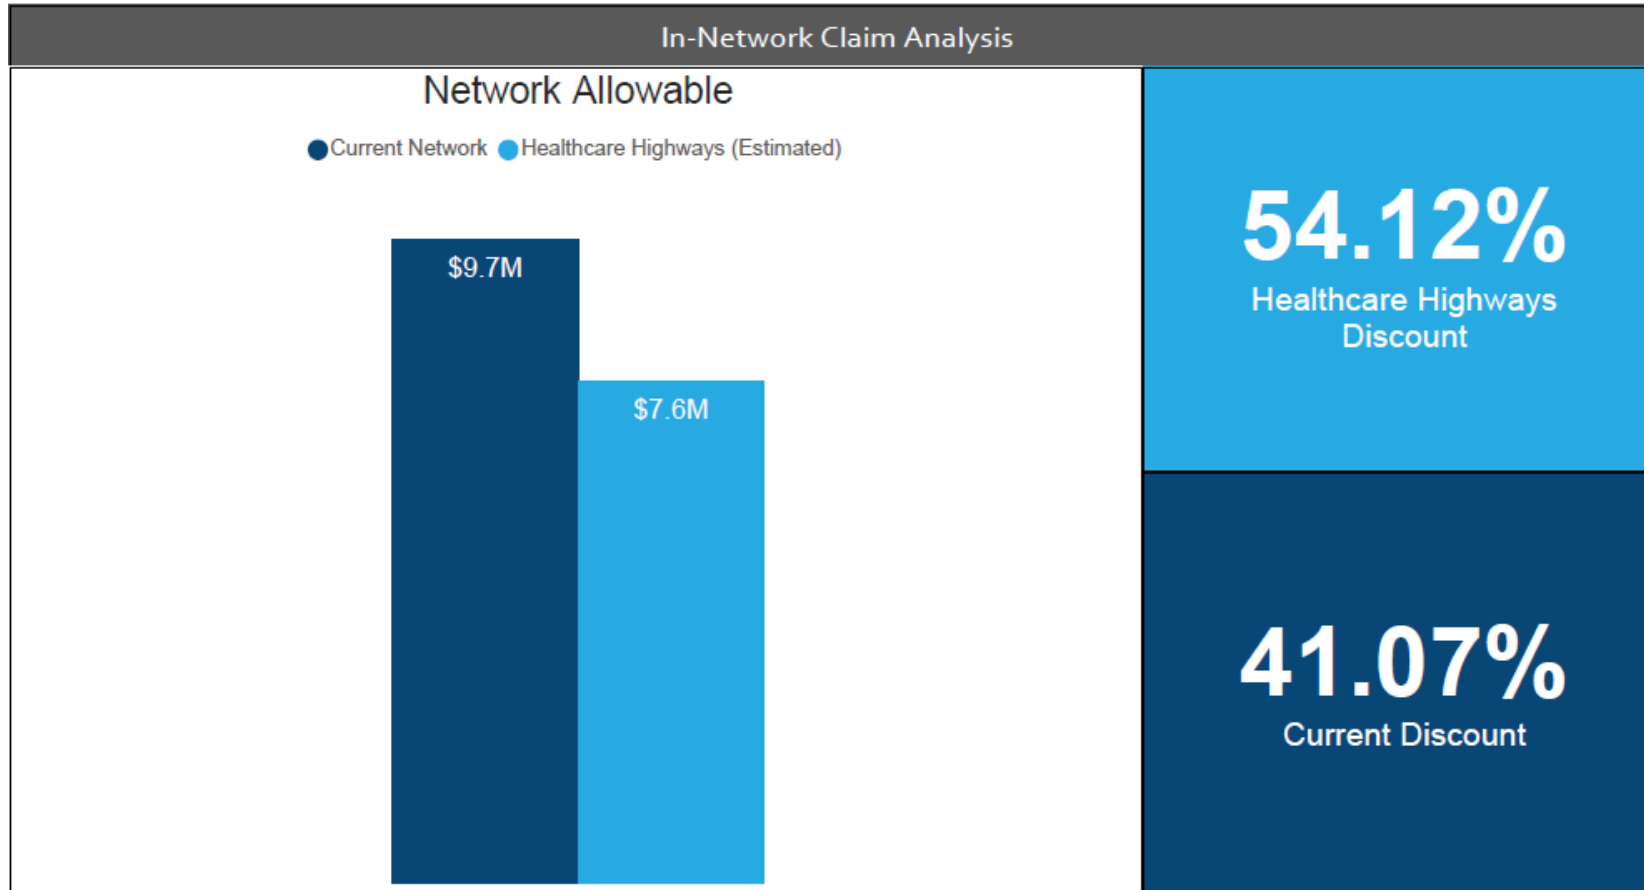 In-Network Claim Analysis
Network Allowable
Current Network Healthcare Highways (Estimated)
$9.7M
$7.6M
54.12%
Healthcare Highways
Discount
41.07%
Current Discount